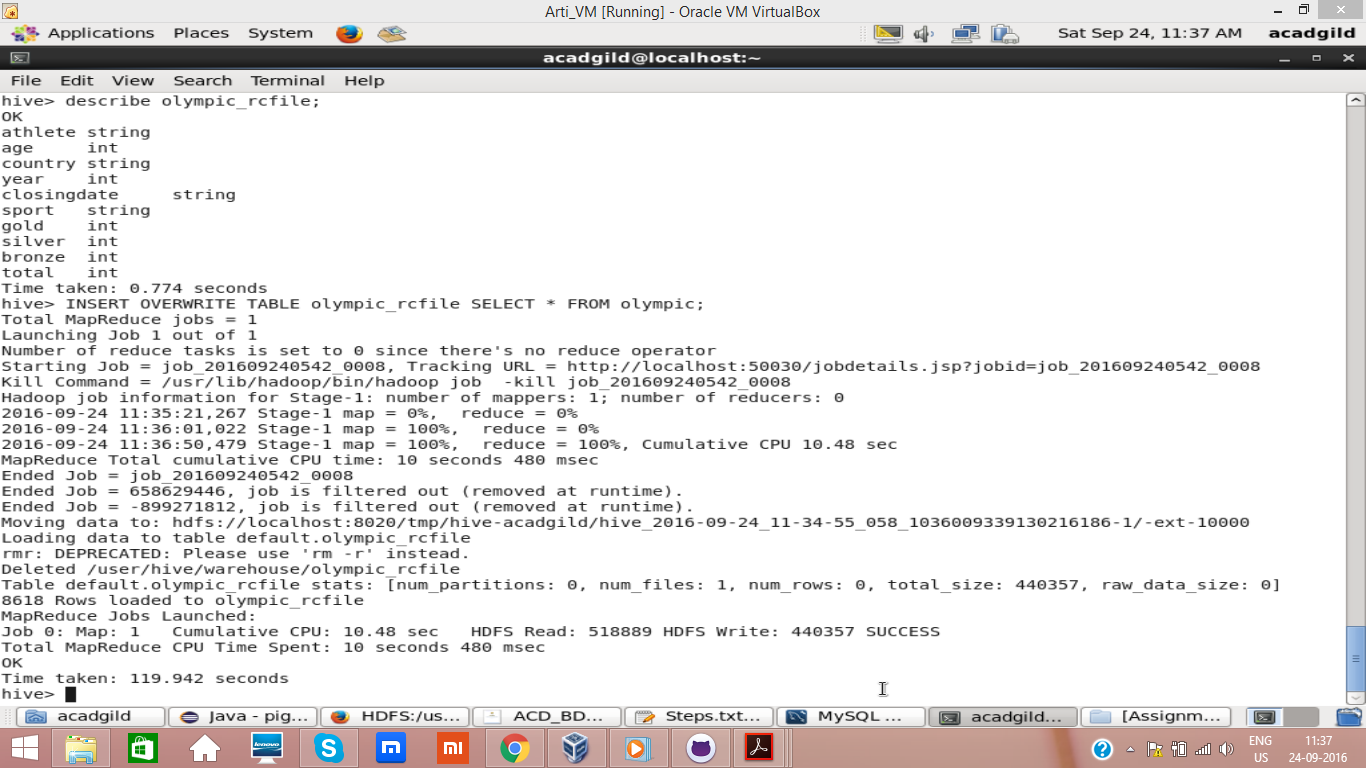 Arti_VM [Running] - Oracle VM VirtualBox
Applications Places System Sat Sep 24, 11:37 AM acadgild
acadgild@localhost:~
File Edit View Search Terminal Help
hive> describe olympic_rcfile;
OK
athlete string
age int
country string
year int
closingdate string
sport string
gold int
silver int
bronze int
total int
Time taken: 0.774 seconds
hive> INSERT OVERWRITE TABLE olympic_rcfile SELECT * FROM olympic;
Total MapReduce jobs = 1
Launching Job 1 out of 1
Number of reduce tasks is set to 0 since there's no reduce operator
Starting Job = job_201609240542_0008, Tracking URL = http://localhost:50030/jobdetails.jsp?jobid=job_201609240542_0008
Kill Command = /usr/lib/hadoop/bin/hadoop job  -kill job_201609240542_0008
Hadoop job information for Stage-1: number of mappers: 1; number of reducers: 0
2016-09-24 11:35:21,267 Stage-1 map = 0%,  reduce = 0%
2016-09-24 11:36:01,022 Stage-1 map = 100%,  reduce = 0%
2016-09-24 11:36:50,479 Stage-1 map = 100%,  reduce = 100%, Cumulative CPU 10.48 sec
MapReduce Total cumulative CPU time: 10 seconds 480 msec
Ended Job = job_201609240542_0008
Ended Job = 658629446, job is filtered out (removed at runtime).
Ended Job = -899271812, job is filtered out (removed at runtime).
Moving data to: hdfs://localhost:8020/tmp/hive-acadgild/hive_2016-09-24_11-34-55_058_1036009339130216186-1/-ext-10000
Loading data to table default.olympic_rcfile
rmr: DEPRECATED: Please use 'rm -r' instead.
Deleted /user/hive/warehouse/olympic_rcfile
Table default.olympic_rcfile stats: [num_partitions: 0, num_files: 1, num_rows: 0, total_size: 440357, raw_data_size: 0]
8618 Rows loaded to olympic_rcfile
MapReduce Jobs Launched:
Job 0: Map: 1   Cumulative CPU: 10.48 sec   HDFS Read: 518889 HDFS Write: 440357 SUCCESS
Total MapReduce CPU Time Spent: 10 seconds 480 msec
OK
Time taken: 119.942 seconds
hive>
acadgild Java - pig... HDFS:/us... ACD_BD... Steps.txt... MySQL ... acadgild... [Assignm...
lenovo S m mi ENG 11:37
US 24-09-2016